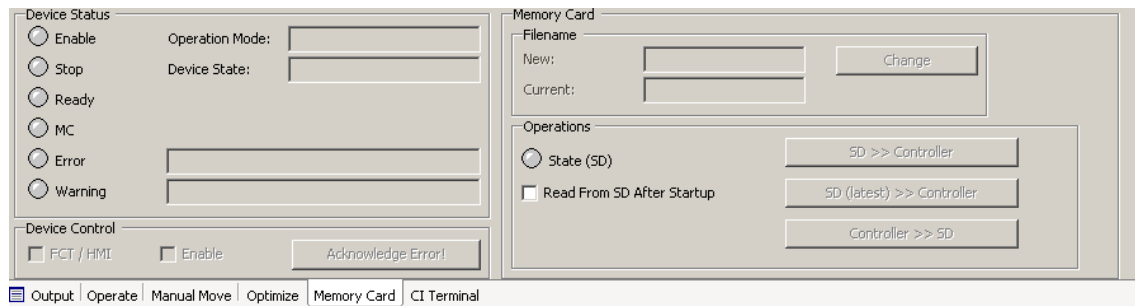 Device Status
Enable Operation Mode:
Stop Device State:
Ready
MC
Error
Warning
Device Control
FCT / HMI Enable Acknowledge Error!
Memory Card
Filename
New: Change
Current:
Operations
State (SD) SD >> Controller
Read From SD After Startup SD (latest) >> Controller
Controller >> SD
Output Operate Manual Move Optimize Memory Card CI Terminal